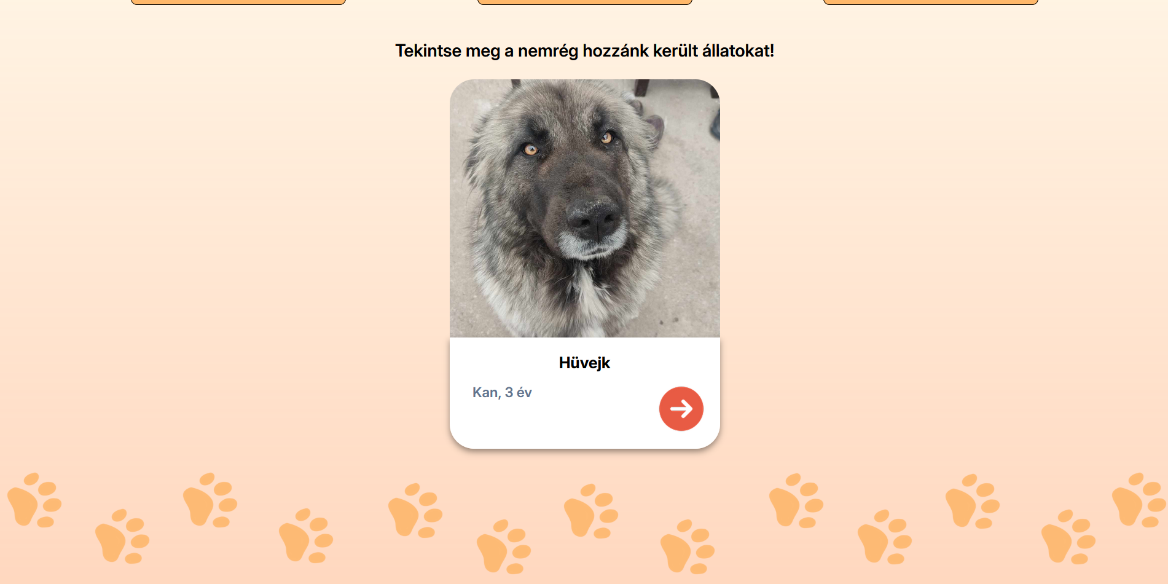 Tekintse meg a nemrég hozzánk került állatokat!
Hüvejk
Kan, 3 év